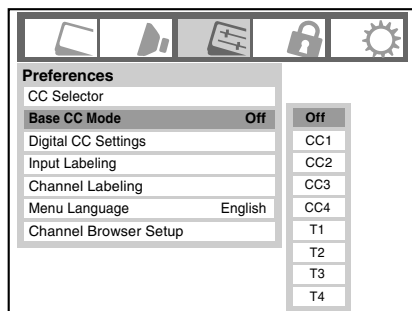 Preferences
CC Selector
Base CC Mode Off
Digital CC Settings
Input Labeling
Channel Labeling
Menu Language English
Channel Browser Setup
Off
CC1
CC2
CC3
CC4
T1
T2
T3
T4